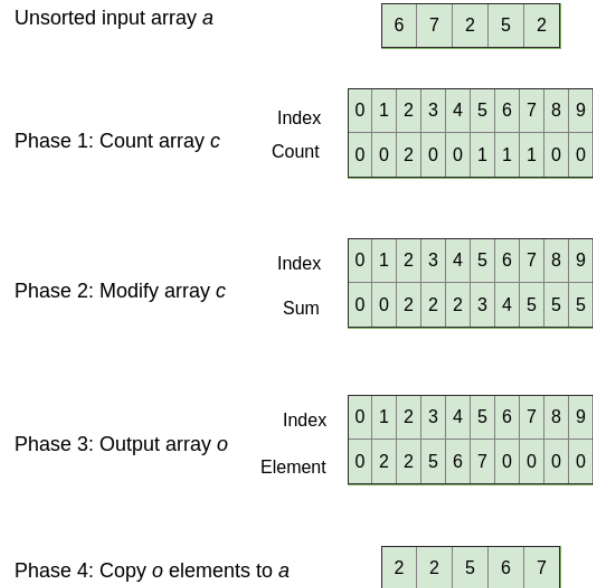 Unsorted input array a
6 7 2 5 2
Index 0 1 2 3 4 5 6 7 8 9
Phase 1: Count array c
Count 0 0 2 0 0 1 1 1 0 0
Index 0 1 2 3 4 5 6 7 8 9
Phase 2: Modify array c
Sum 0 0 2 2 2 3 4 5 5 5
Index 0 1 2 3 4 5 6 7 8 9
Phase 3: Output array o
Element 0 2 2 5 6 7 0 0 0 0
Phase 4: Copy o elements to a
2 2 5 6 7